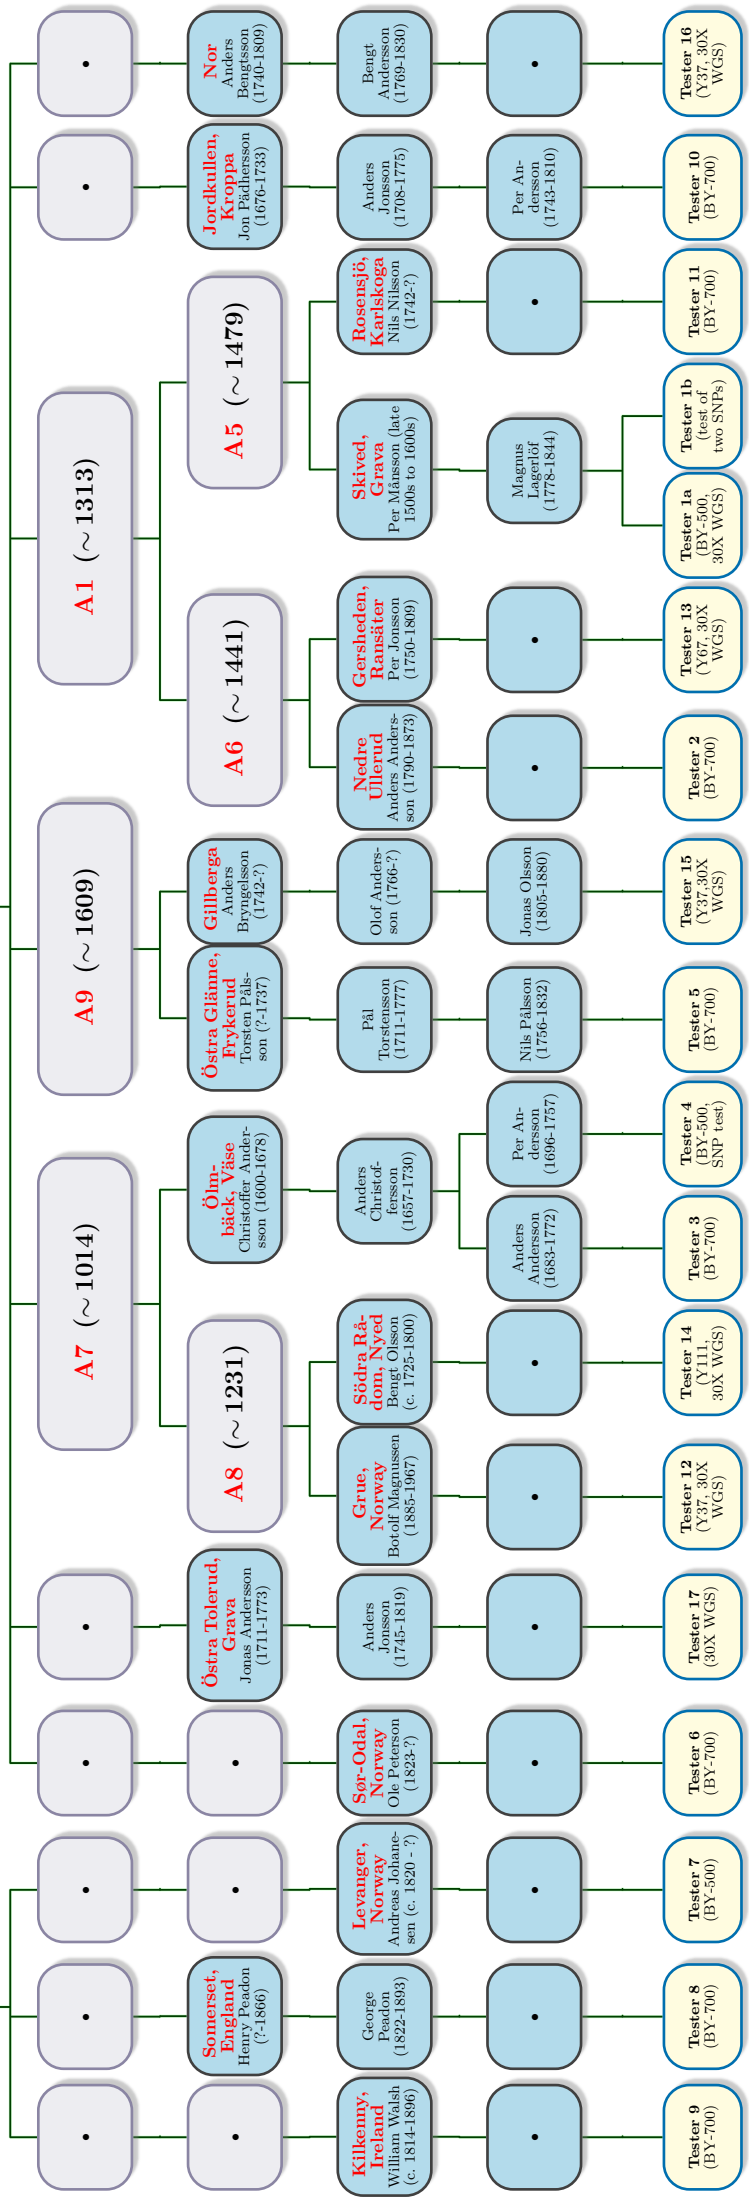 •
•
A1 (∼1313)
A9 (∼1609)
A7 (∼1014)
•
•
•
•
•
Nor
Anders
Bengtsson
(1740-1809)
Jordkullen,
Kroppa
Jon Pädhersson
(1676-1733)
A5 (∼1479)
A6 (∼1441)
Gillberga
Anders
Bryngelsson
(1742-?)
Östra Glänne,
Frykerud
Torsten Påls-
son (?-1737)
Ölm-
bäck, Väse
Christoffer Ander-
sson (1600-1678)
A8 (∼1231)
Östra Tolerud,
Grava
Jonas Andersson
(1711-1773)
•
•
Somerset,
England
Henry Peadon
(?-1866)
•
Bengt
Andersson
(1769-1830)
Anders
Jonsson
(1708-1775)
Rosensjö,
Karlskoga
Nils Nilsson
(1742-?)
Skived,
Grava
Per Månsson (late
1500s to 1600s)
Gersheden,
Ransäter
Per Jonsson
(1750-1809)
Nedre
Ullerud
Anders Anders-
son (1790-1873)
Olof Anders-
son (1766-?)
Pål
Torstensson
(1711-1777)
Anders
Christof-
fersson
(1657-1730)
Södra Rå-
dom, Nyed
Bengt Olsson
(c. 1725-1800)
Grue,
Norway
Botolf Magnussen
(1885-1967)
Anders
Jonsson
(1745-1819)
Sør-Odal,
Norway
Ole Peterson
(1823-?)
Levanger,
Norway
Andreas Johane-
sen (c. 1820 - ?)
George
Peadon
(1822-1893)
Kilkenny,
Ireland
William Walsh
(c. 1814-1896)
•
Per An-
dersson
(1743-1810)
•
Magnus
Lagerlöf
(1778-1844)
•
•
Jonas Olsson
(1805-1880)
Nils Pålsson
(1756-1832)
Per An-
dersson
(1696-1757)
Anders
Andersson
(1683-1772)
•
•
•
•
•
•
•
Tester 16
(Y37, 30X
WGS)
Tester 10
(BY-700)
Tester 11
(BY-700)
Tester 1b
(test of
two SNPs)
Tester 1a
(BY-500,
30X WGS)
Tester 13
(Y67, 30X
WGS)
Tester 2
(BY-700)
Tester 15
(Y37,30X
WGS)
Tester 5
(BY-700)
Tester 4
(BY-500,
SNP test)
Tester 3
(BY-700)
Tester 14
(Y111,
30X WGS)
Tester 12
(Y37, 30X
WGS)
Tester 17
(30X WGS)
Tester 6
(BY-700)
Tester 7
(BY-500)
Tester 8
(BY-700)
Tester 9
(BY-700)